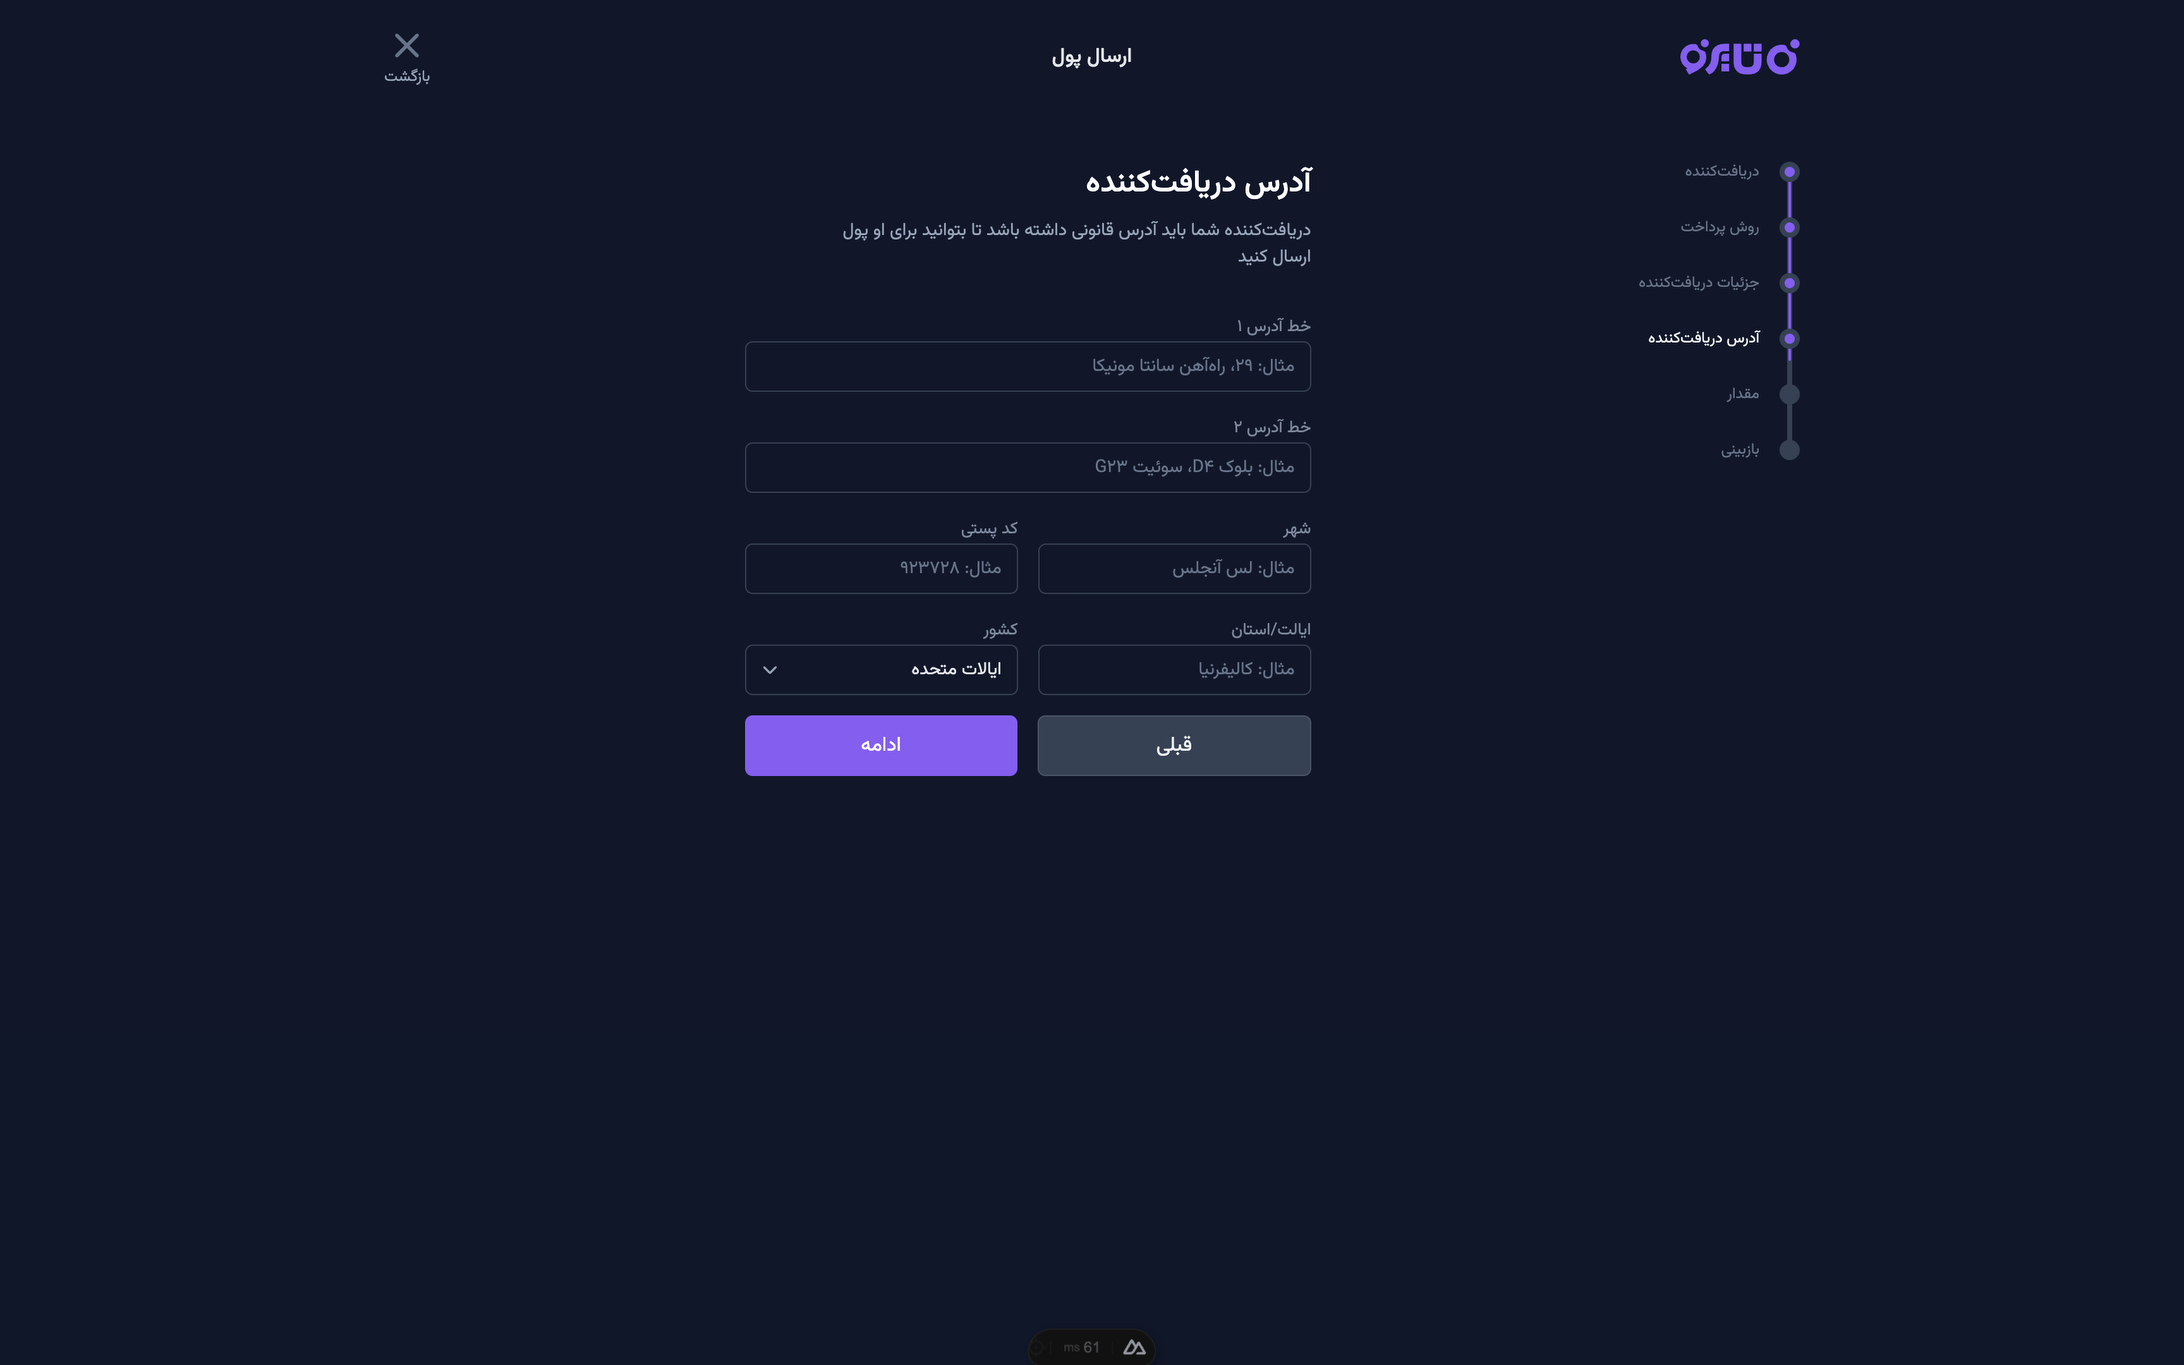 ارسال پول
بازگشت
دریافت‌کننده
روش پرداخت
جزئیات دریافت‌کننده
آدرس دریافت‌کننده
مقدار
بازبینی
آدرس دریافت‌کننده
دریافت‌کننده شما باید آدرس قانونی داشته باشد تا بتوانید برای او پول
ارسال کنید
خط آدرس ۱
مثال: ۲۹، راه‌آهن سانتا مونیکا
خط آدرس ۲
مثال: بلوک D۴، سوئیت G۲۳
شهر
کد پستی
مثال: لس آنجلس
مثال: ۹۲۳۷۲۸
ایالت/استان
کشور
مثال: کالیفرنیا
ایالات متحده
قبلی
ادامه
61 ms